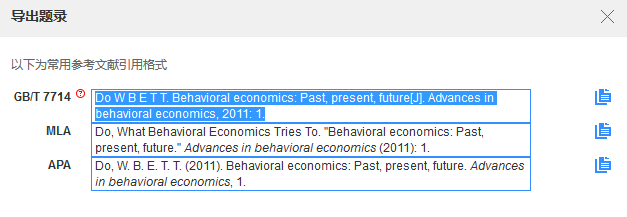 导出题录
以下为常用参考文献引用格式
GB/T 7714 ? Do W B E T T. Behavioral economics: Past, present, future[J]. Advances in
behavioral economics, 2011: 1.
MLA Do, What Behavioral Economics Tries To. "Behavioral economics: Past,
present, future." Advances in behavioral economics (2011): 1.
APA Do, W. B. E. T. T. (2011). Behavioral economics: Past, present, future. Advances
in behavioral economics, 1.